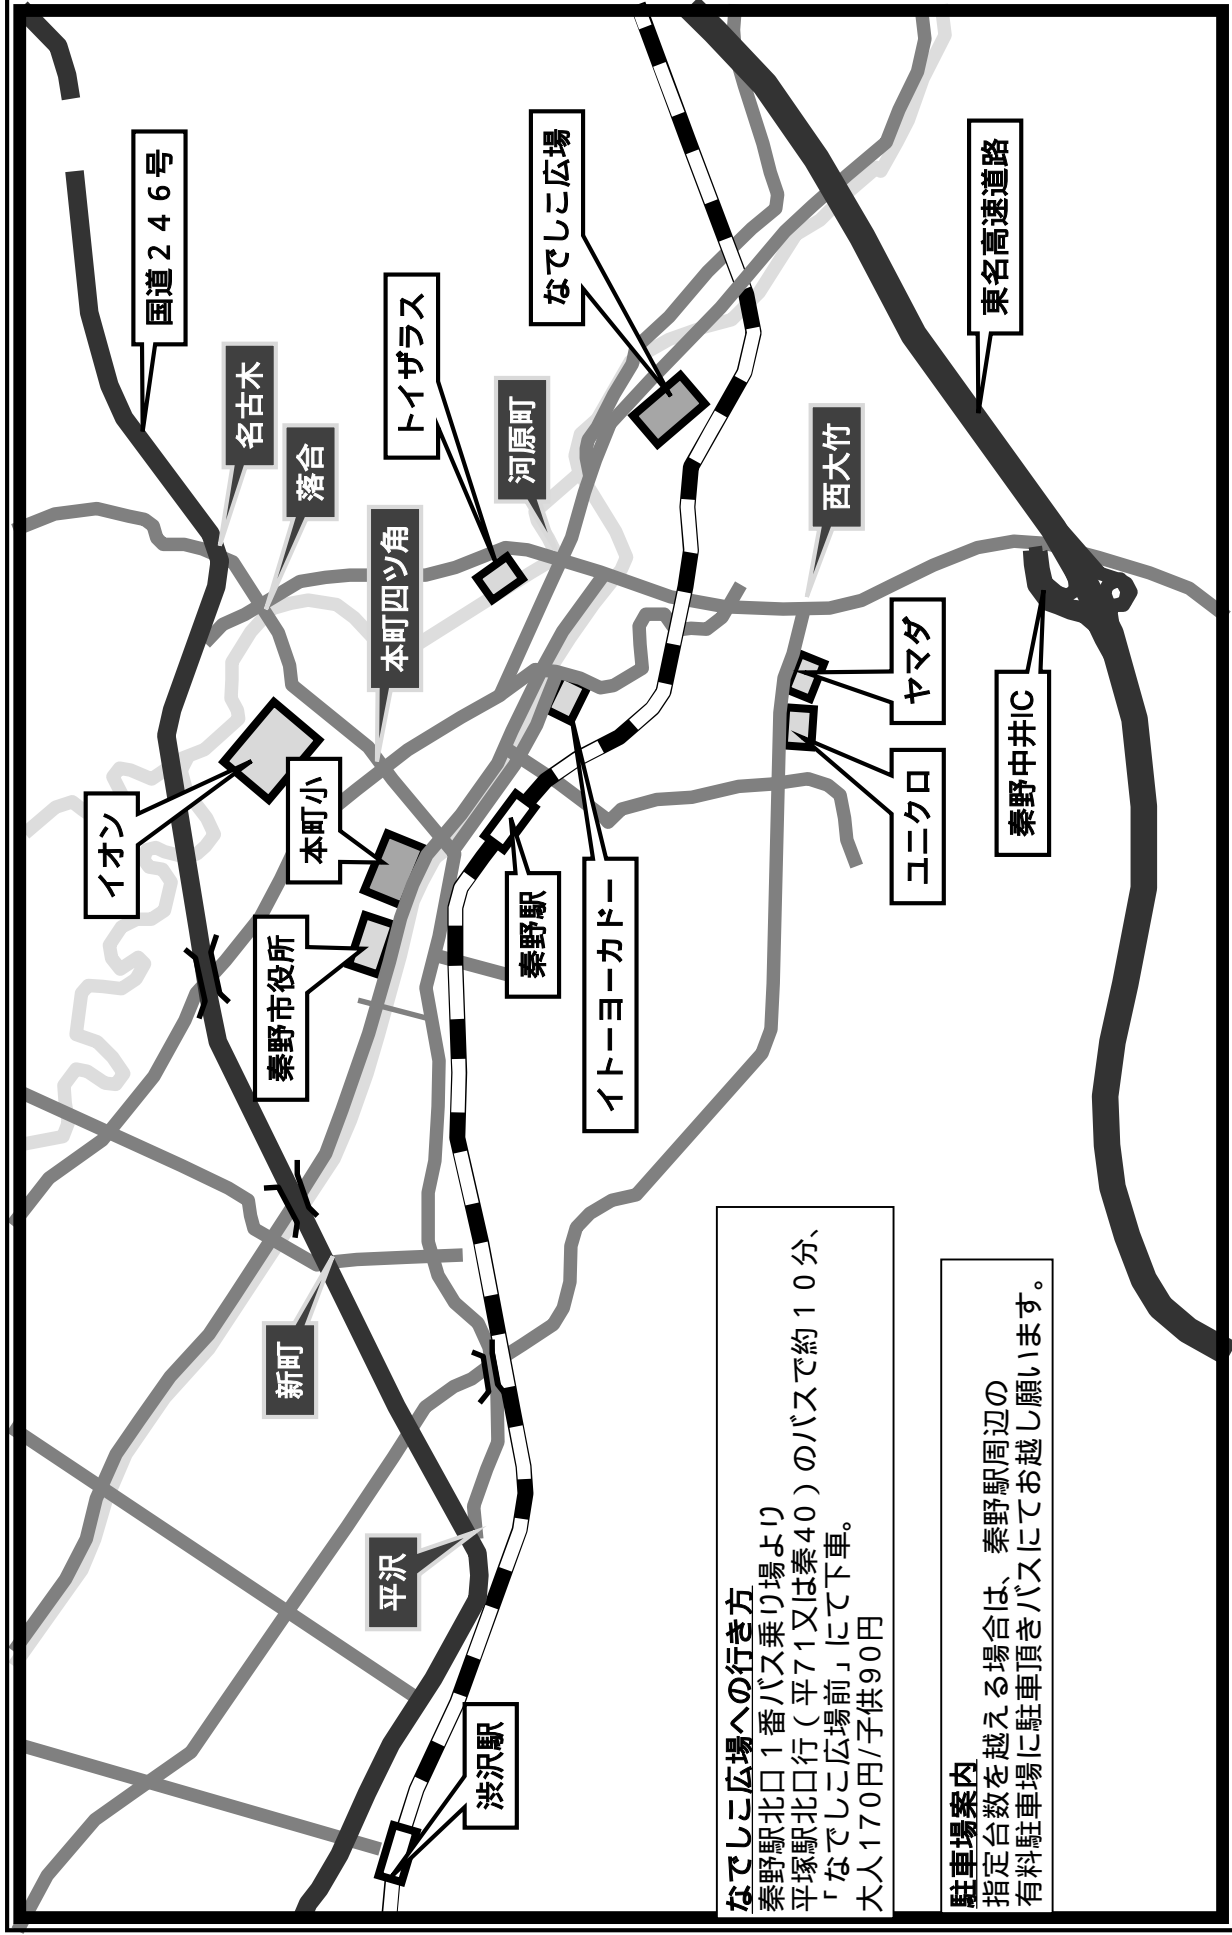 国道２４６号
名古木
落合
トイザラス
なでしこ広場
河原町
本町四ツ角
西大竹
東名高速道路
イオン
本町小
秦野市役所
秦野駅
イトーヨーカドー
ヤマダ
ユニクロ
秦野中井IC
新町
平沢
渋沢駅
なでしこ広場への行き方
秦野駅北口１番バス乗り場より
平塚駅北口行（平７１又は秦４０）のバスで約１０分、
「なでしこ広場前」にて下車。
大人１７０円/子供９０円
駐車場案内
指定台数を越える場合は、秦野駅周辺の
有料駐車場に駐車頂きバスにてお越し願います。